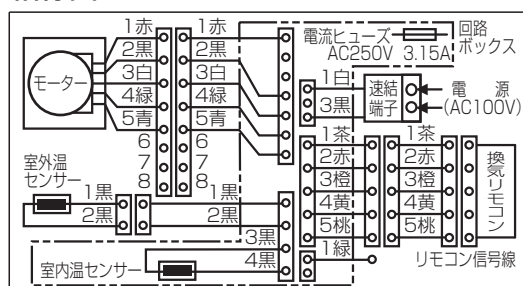 1赤
2黒
3白
4緑
5青
6
7
8
モーター
1赤
2黒
3白
4緑
5青
6
7
8
電流ヒューズ
AC250V 3.15A
回路
ボックス
1白
3黒
速結
端子
電 源
(AC100V)
1茶
2赤
3橙
4黄
5桃
1茶
2赤
3橙
4黄
5桃
換気リモコン
室外温
センサー
1黒
2黒
1黒
2黒
3黒
4黒
1緑
室内温センサー
リモコン信号線